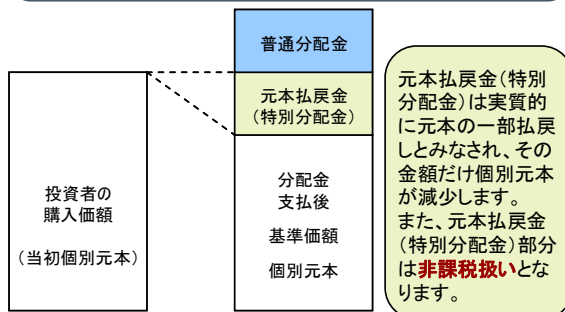 普通分配金
元本払戻金
(特別分配金)
投資者の
購入価額
(当初個別元本)
分配金
支払後
基準価額
個別元本
元本払戻金(特別
分配金)は実質的
に元本の一部払戻
しとみなされ、その
金額だけ個別元本
が減少します。
また、元本払戻金
(特別分配金)部分
は非課税扱いとな
ります。